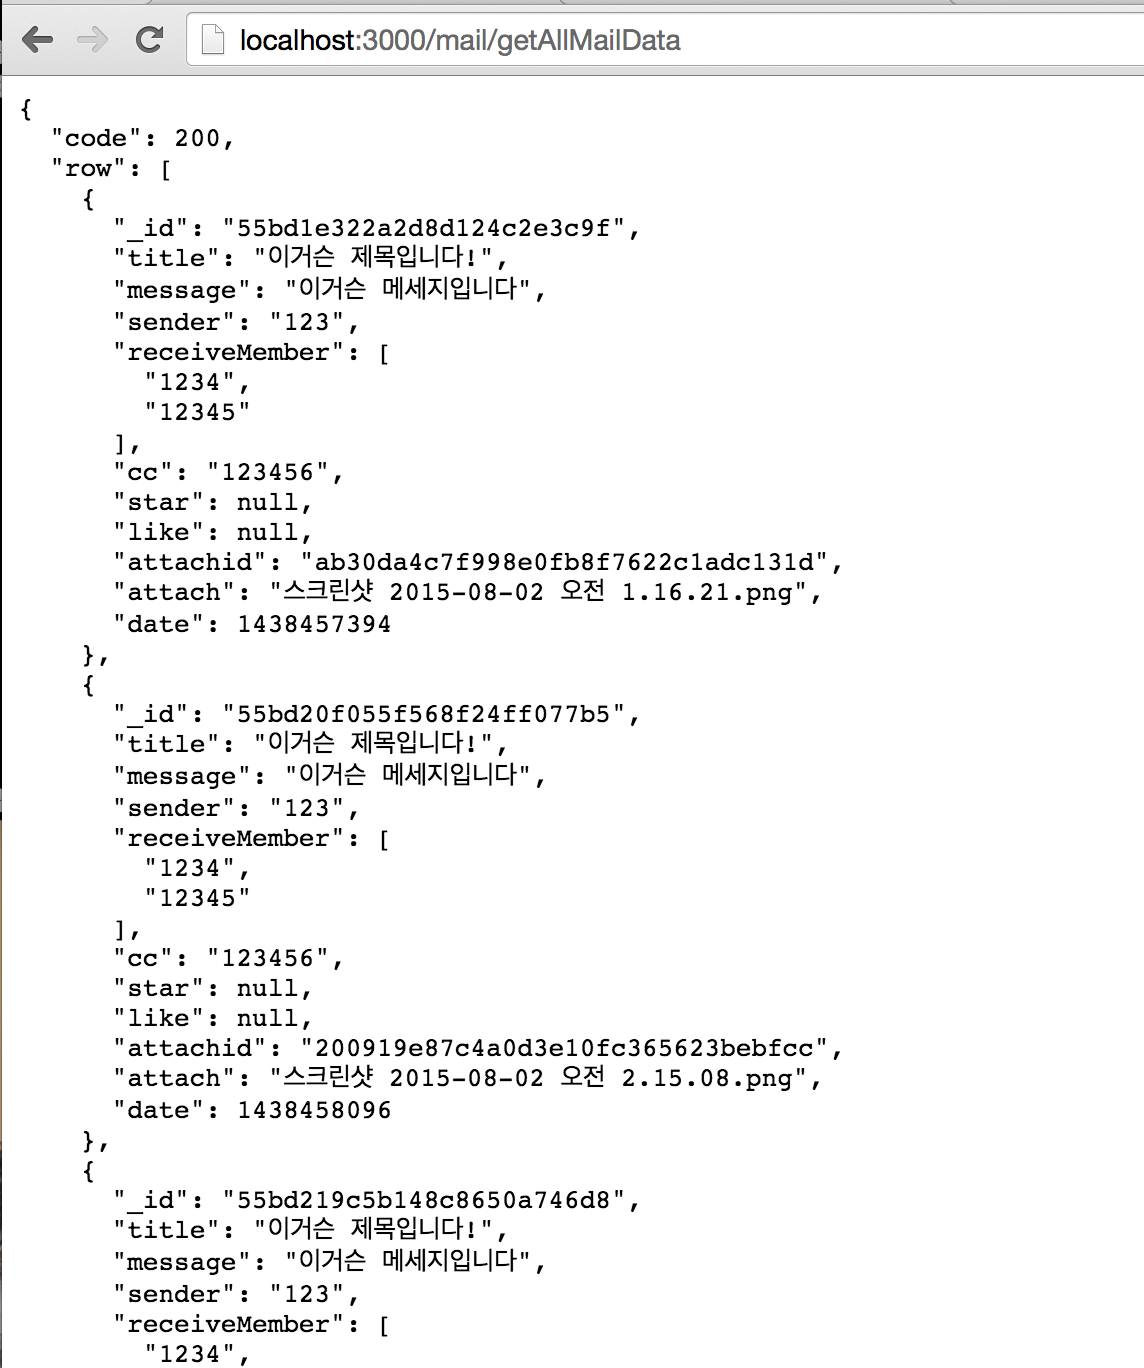 localhost:3000/mail/getAllMailData
{
  "code": 200,
  "row": [
    {
      "_id": "55bd1e322a2d8d124c2e3c9f",
      "title": "이거슨 제목입니다!",
      "message": "이거슨 메세지입니다",
      "sender": "123",
      "receiveMember": [
        "1234",
        "12345"
      ],
      "cc": "123456",
      "star": null,
      "like": null,
      "attachid": "ab30da4c7f998e0fb8f7622c1adc131d",
      "attach": "스크린샷 2015-08-02 오전 1.16.21.png",
      "date": 1438457394
    },
    {
      "_id": "55bd20f055f568f24ff077b5",
      "title": "이거슨 제목입니다!",
      "message": "이거슨 메세지입니다",
      "sender": "123",
      "receiveMember": [
        "1234",
        "12345"
      ],
      "cc": "123456",
      "star": null,
      "like": null,
      "attachid": "200919e87c4a0d3e10fc365623bebfcc",
      "attach": "스크린샷 2015-08-02 오전 2.15.08.png",
      "date": 1438458096
    },
    {
      "_id": "55bd219c5b148c8650a746d8",
      "title": "이거슨 제목입니다!",
      "message": "이거슨 메세지입니다",
      "sender": "123",
      "receiveMember": [
        "1234",